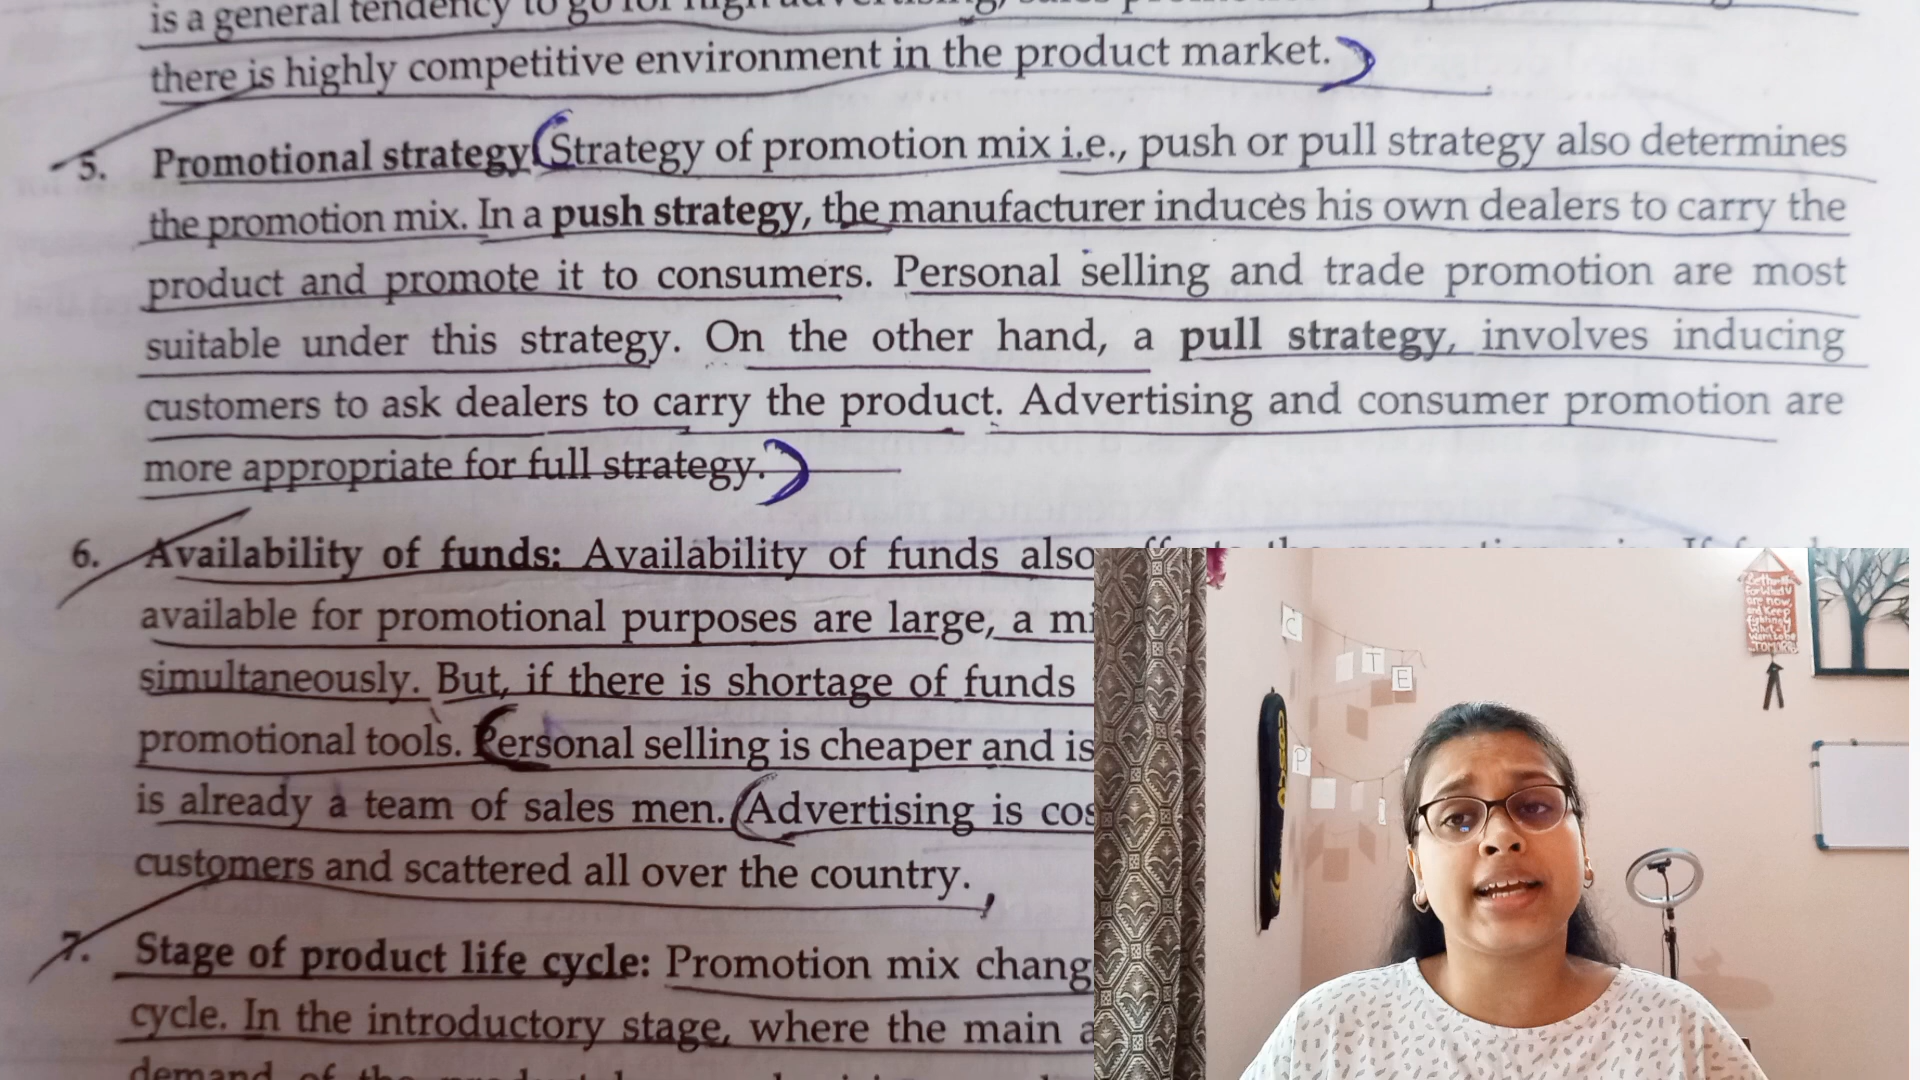 is a general tendency to go for high advertising, sales
there is highly competitive environment in the product market.
5. Promotional strategy: Strategy of promotion mix i.e., push or pull strategy also determines
the promotion mix. In a push strategy, the manufacturer induces his own dealers to carry the
product and promote it to consumers. Personal selling and trade promotion are most
suitable under this strategy. On the other hand, a pull strategy, involves inducing
customers to ask dealers to carry the product. Advertising and consumer promotion are
more appropriate for full strategy.
6. Availability of funds: Availability of funds also
available for promotional purposes are large, a
simultaneously. But, if there is shortage of funds
promotional tools. Personal selling is cheaper and is
is already a team of sales men. Advertising is
customers and scattered all over the country.
7. Stage of product life cycle: Promotion mix
cycle. In the introductory stage, where the main
demand of the
C
T
E
P
COSCO